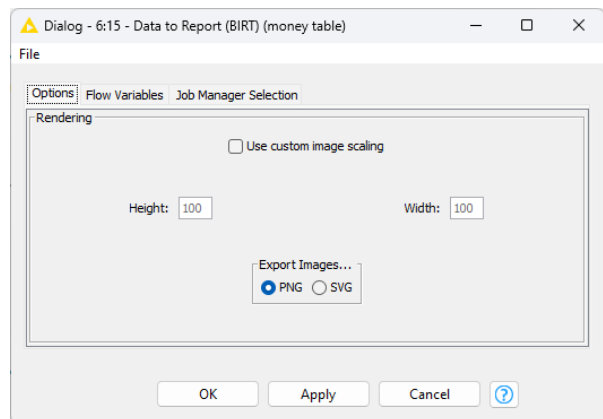 Dialog - 6:15 - Data to Report (BIRT) (money table)
File
Options Flow Variables Job Manager Selection
Rendering
Use custom image scaling
Height: 100 Width: 100
Export Images...
PNG SVG
OK Apply Cancel ?